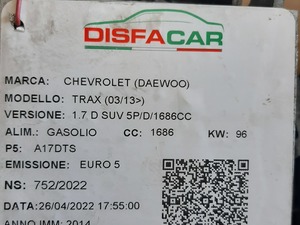 DISFACAR
MARCA: CHEVROLET (DAEWOO)
MODELLO: TRAX (03/13>)
VERSIONE: 1.7 D SUV 5P/D/1686CC
ALIM.: GASOLIO CC: 1686 KW: 96
P5: A17DTS
EMISSIONE: EURO 5
NS: 752/2022
DATA: 26/04/2022 17:55:00
ANNO IMM: 2014